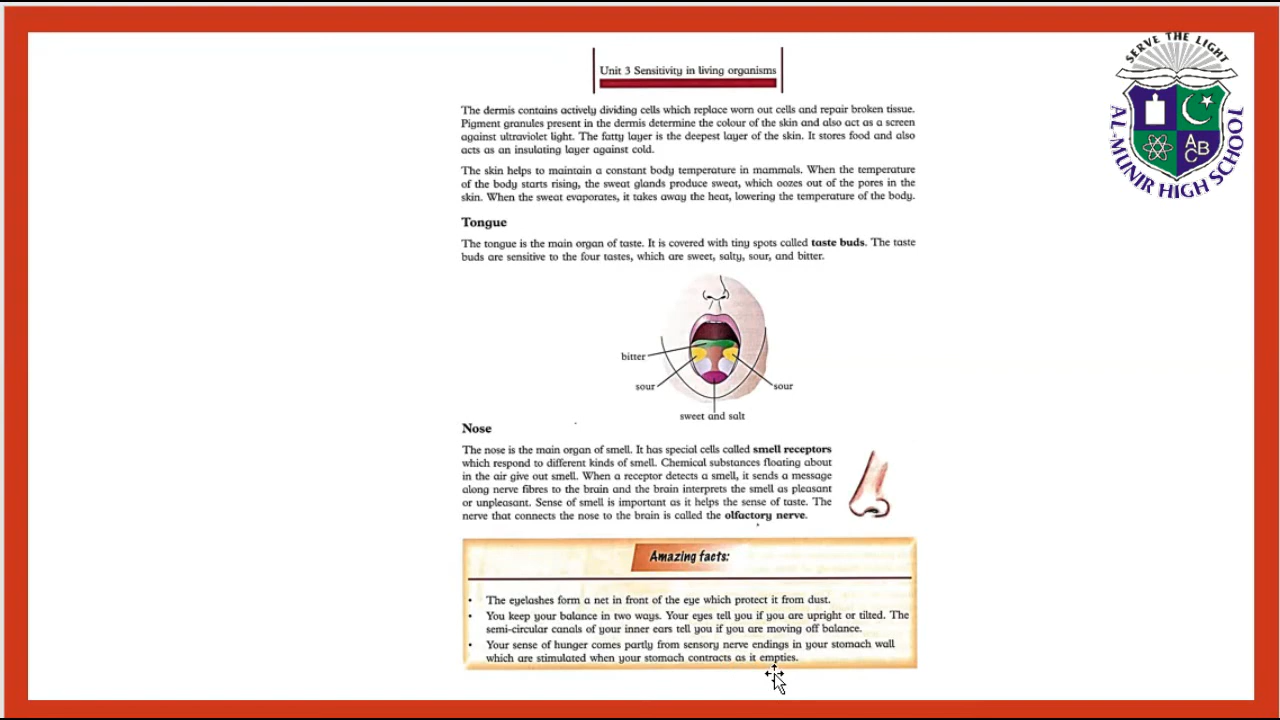 Unit 3 Sensitivity in living organisms
SERVE THE LIGHT
AL-MUNIR HIGH SCHOOL
A
B
C
The dermis contains actively dividing cells which replace worn out cells and repair broken tissue.
Pigment granules present in the dermis determine the colour of the skin and also act as a screen
against ultraviolet light. The fatty layer is the deepest layer of the skin. It stores food and also
acts as an insulating layer against cold.
The skin helps to maintain a constant body temperature in mammals. When the temperature
of the body starts rising, the sweat glands produce sweat, which oozes out of the pores in the
skin. When the sweat evaporates, it takes away the heat, lowering the temperature of the body.
Tongue
The tongue is the main organ of taste. It is covered with tiny spots called taste buds. The taste
buds are sensitive to the four tastes, which are sweet, salty, sour, and bitter.
bitter
sour
sour
sweet and salt
Nose
The nose is the main organ of smell. It has special cells called smell receptors
which respond to different kinds of smell. Chemical substances floating about
in the air give out smell. When a receptor detects a smell, it sends a message
along nerve fibres to the brain and the brain interprets the smell as pleasant
or unpleasant. Sense of smell is important as it helps the sense of taste. The
nerve that connects the nose to the brain is called the olfactory nerve.
Amazing facts:
• The eyelashes form a net in front of the eye which protect it from dust.
• You keep your balance in two ways. Your eyes tell you if you are upright or tilted. The
semi-circular canals of your inner ears tell you if you are moving off balance.
• Your sense of hunger comes partly from sensory nerve endings in your stomach wall
which are stimulated when your stomach contracts as it empties.